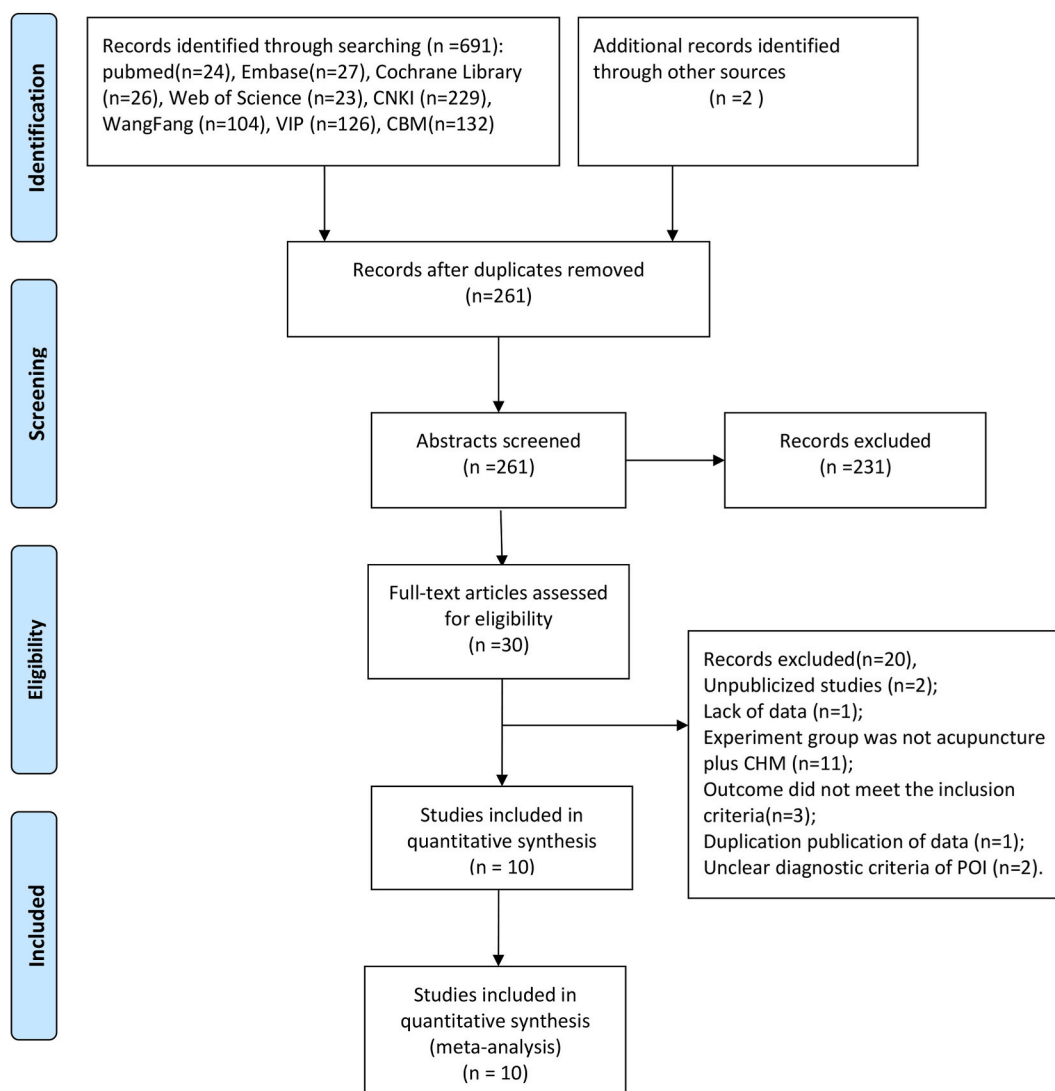 Identification
Records identified through searching (n =691):
pubmed(n=24), Embase(n=27), Cochrane Library
(n=26), Web of Science (n=23), CNKI (n=229),
WangFang (n=104), VIP (n=126), CBM(n=132)
Additional records identified
through other sources
(n =2 )
Records after duplicates removed
(n=261)
Screening
Abstracts screened
(n =261)
Records excluded
(n =231)
Eligibility
Full-text articles assessed
for eligibility
(n =30)
Records excluded(n=20),
Unpublicized studies (n=2);
Lack of data (n=1);
Experiment group was not acupuncture
plus CHM (n=11);
Outcome did not meet the inclusion
criteria(n=3);
Duplication publication of data (n=1);
Unclear diagnostic criteria of POI (n=2).
Included
Studies included in
quantitative synthesis
(n = 10)
Studies included in
quantitative synthesis
(meta-analysis)
(n = 10)